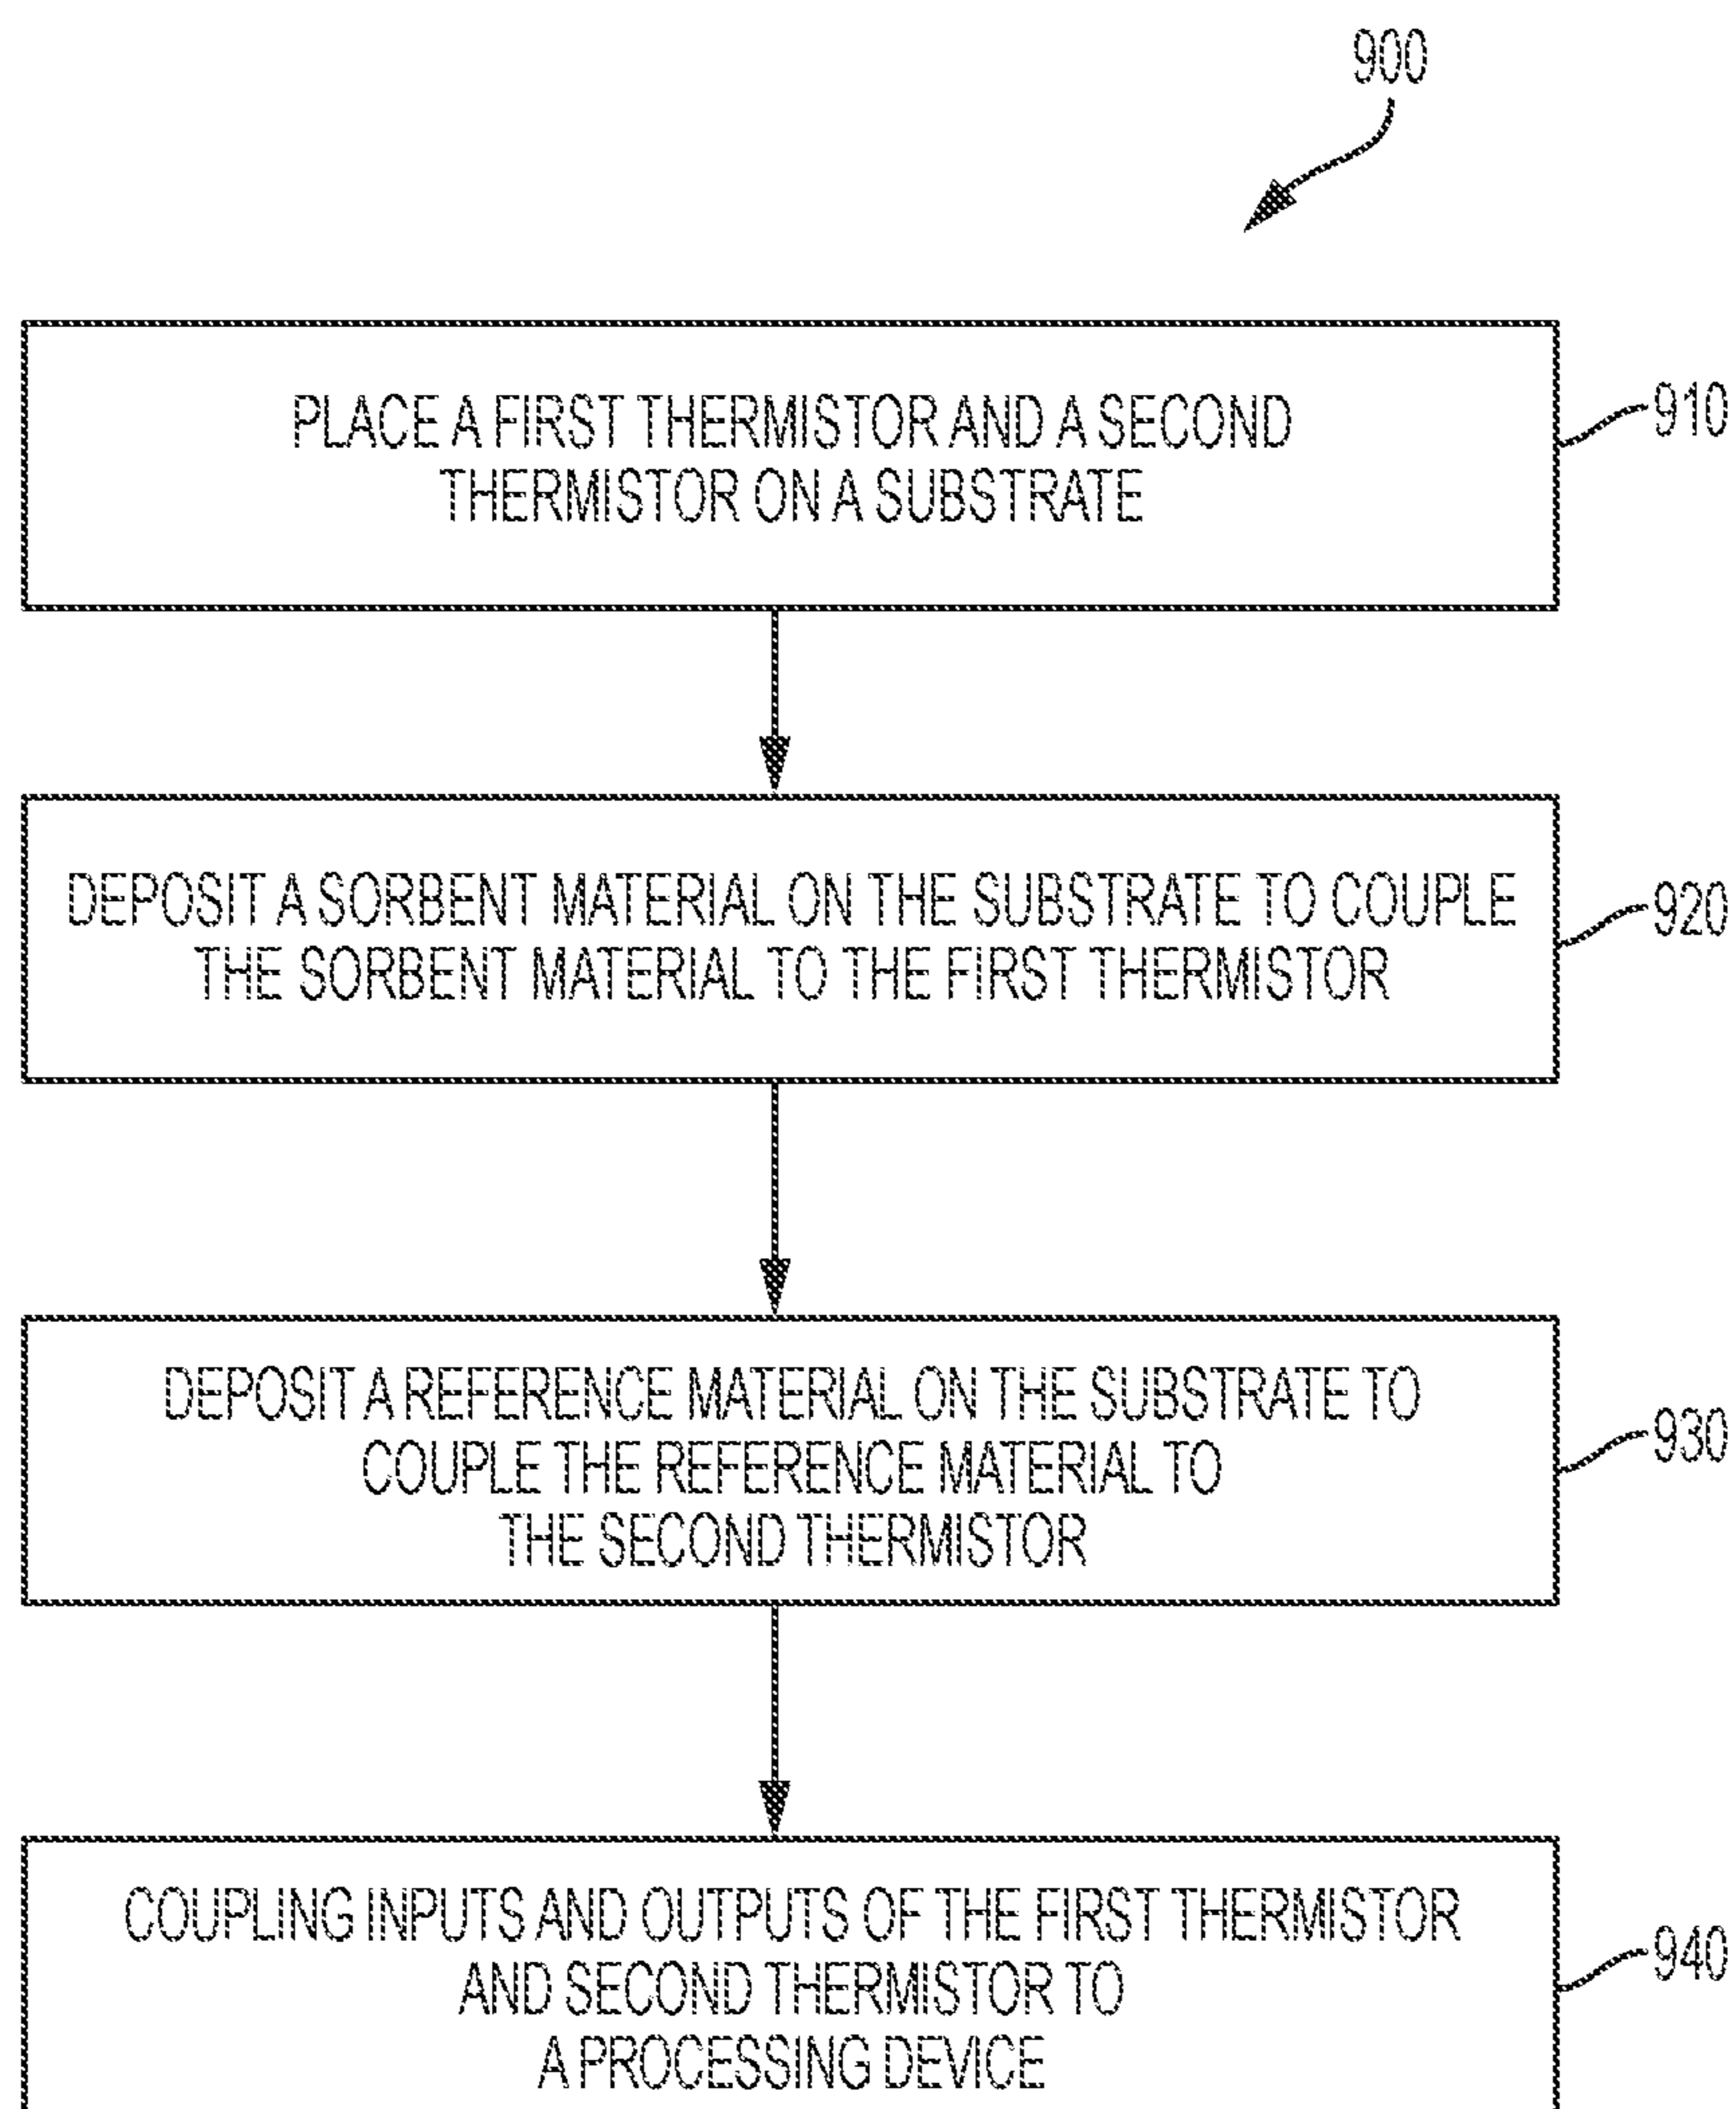 900
PLACE A FIRST THERMISTOR AND A SECOND
THERMISTOR ON A SUBSTRATE
910
DEPOSIT A SORBENT MATERIAL ON THE SUBSTRATE TO COUPLE
THE SORBENT MATERIAL TO THE FIRST THERMISTOR
920
DEPOSIT A REFERENCE MATERIAL ON THE SUBSTRATE TO
COUPLE THE REFERENCE MATERIAL TO
THE SECOND THERMISTOR
930
COUPLING INPUTS AND OUTPUTS OF THE FIRST THERMISTOR
AND SECOND THERMISTOR TO
A PROCESSING DEVICE
940